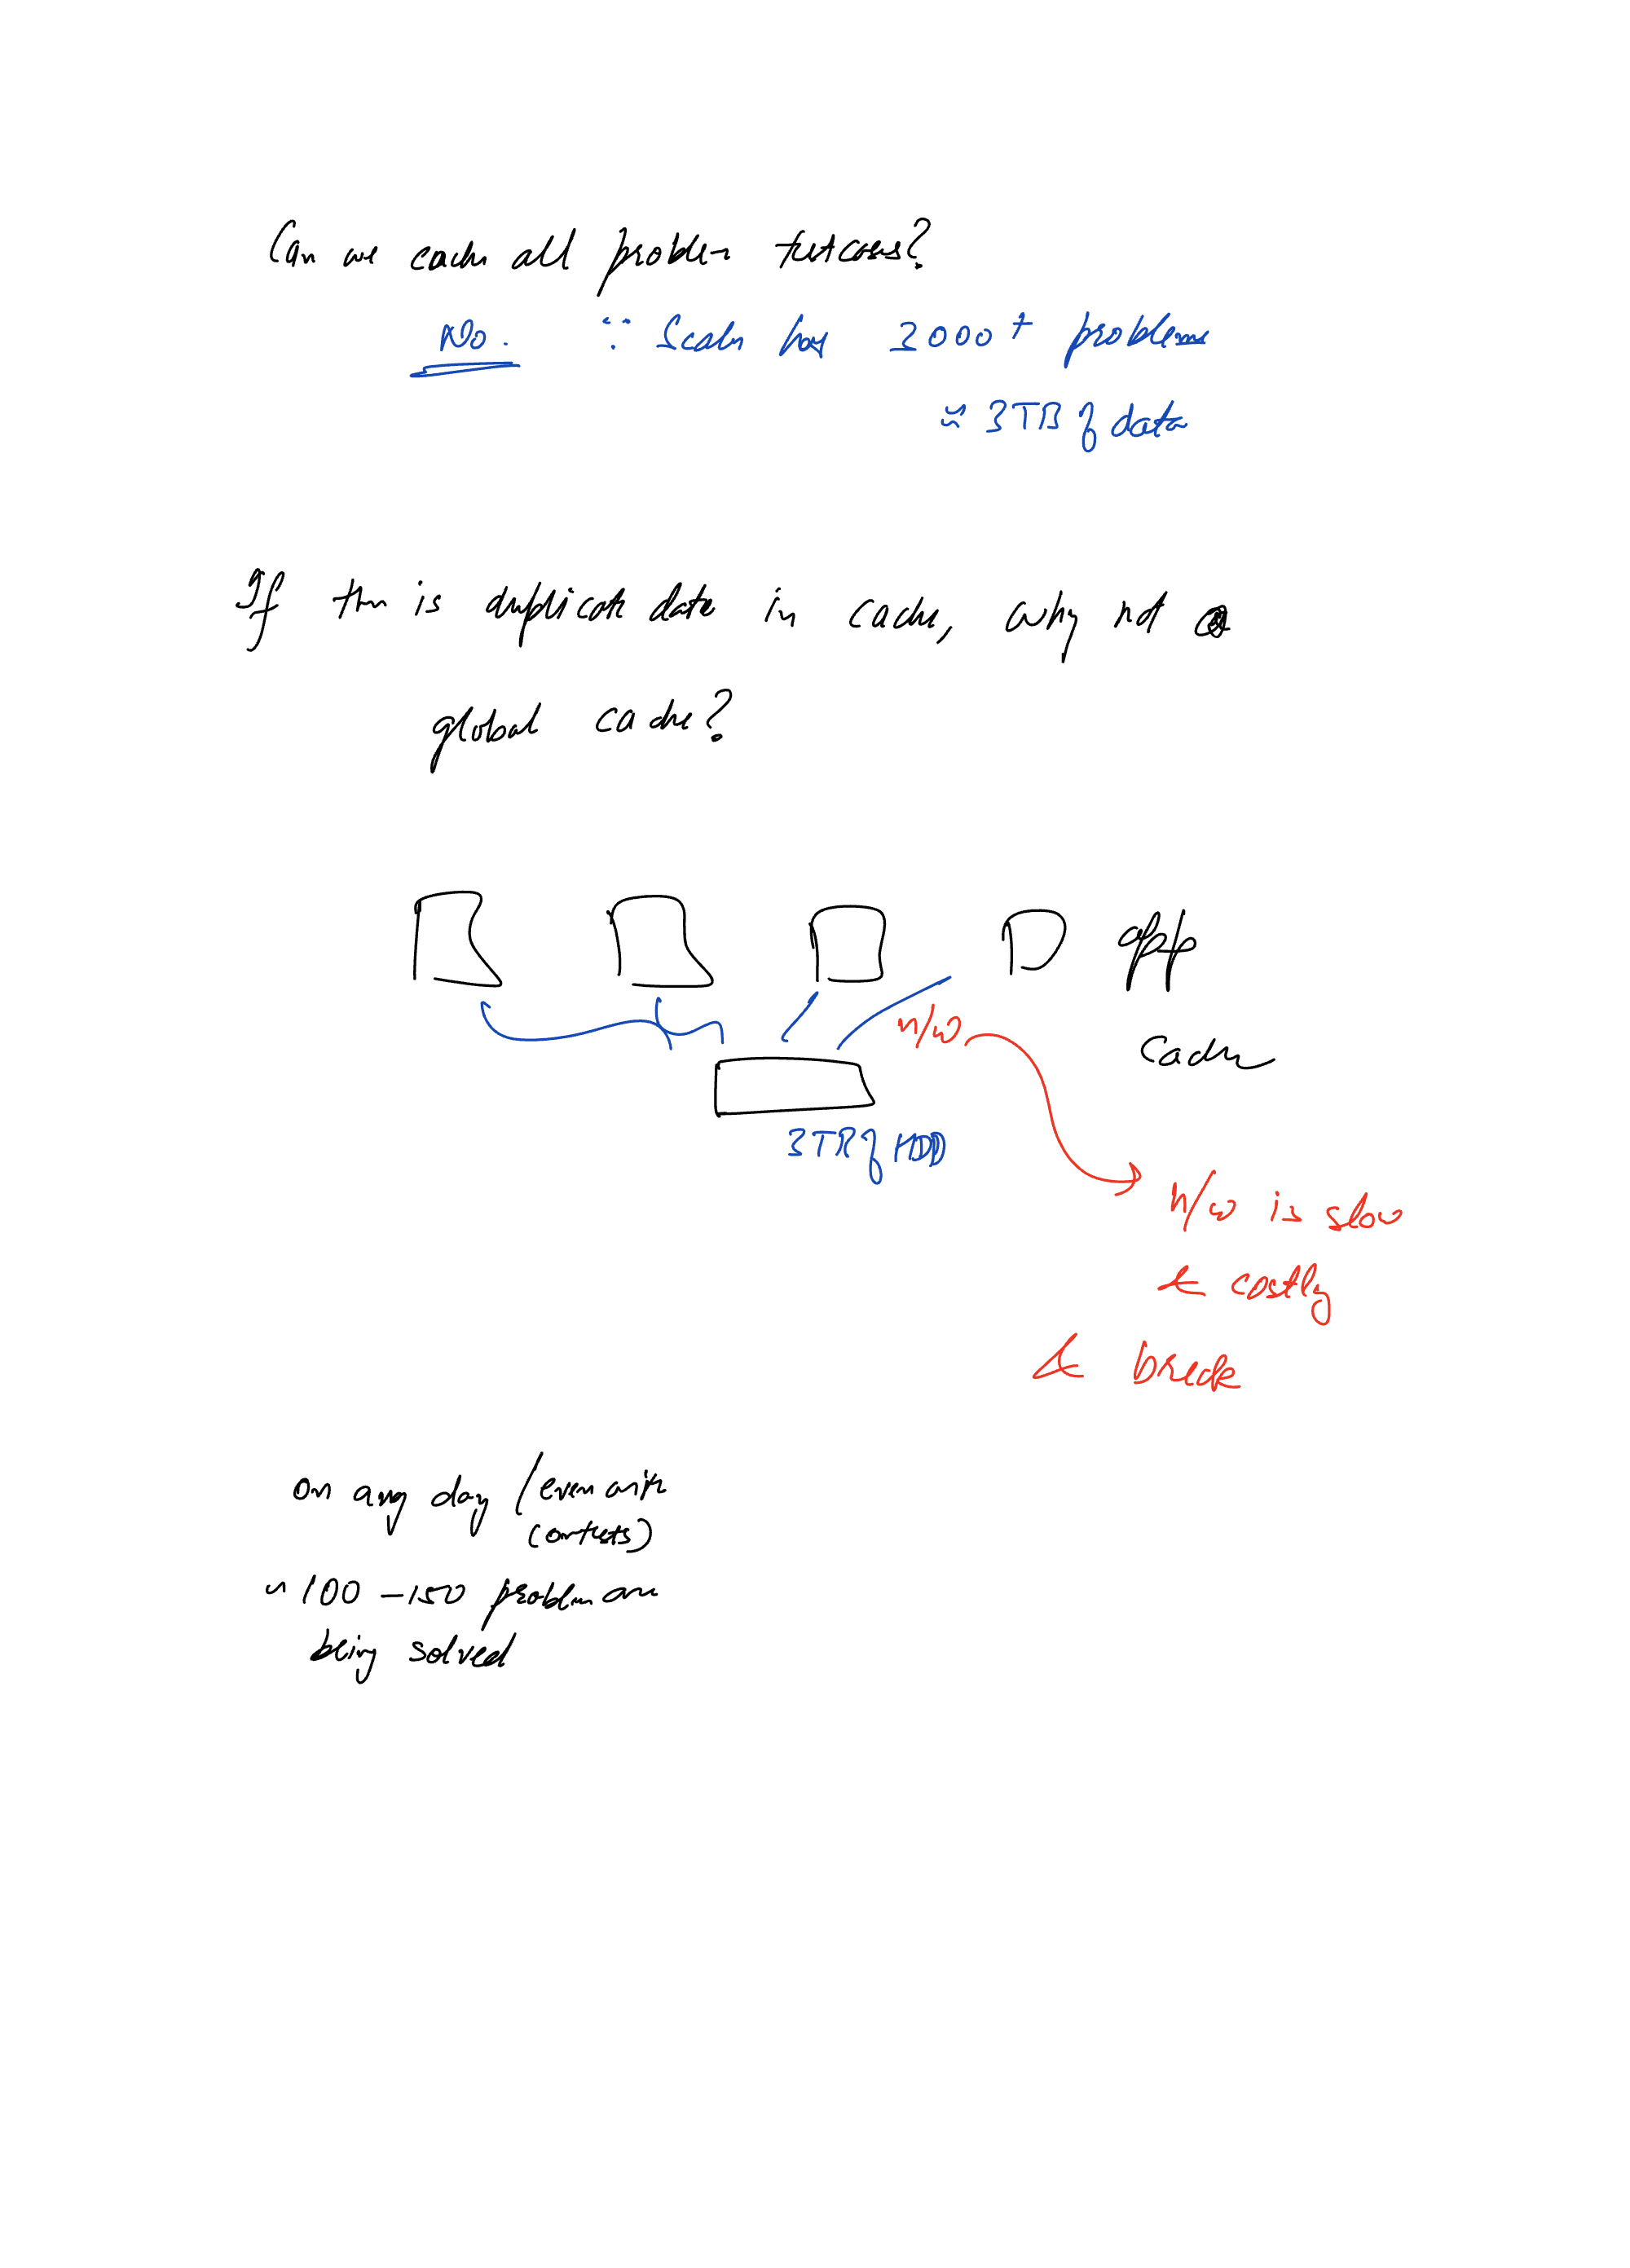 Can we cache all problem testcases?
No. ∵ Scaler has 2000+ problems
≈ 3TB of data
If there is duplicate data in cache, why not a
global cache?
app
n/w
cache
3TB of HDD
n/w is slow
& costly
& break
on any day / even with
contests)
~ 100 - 150 problem are
being solved